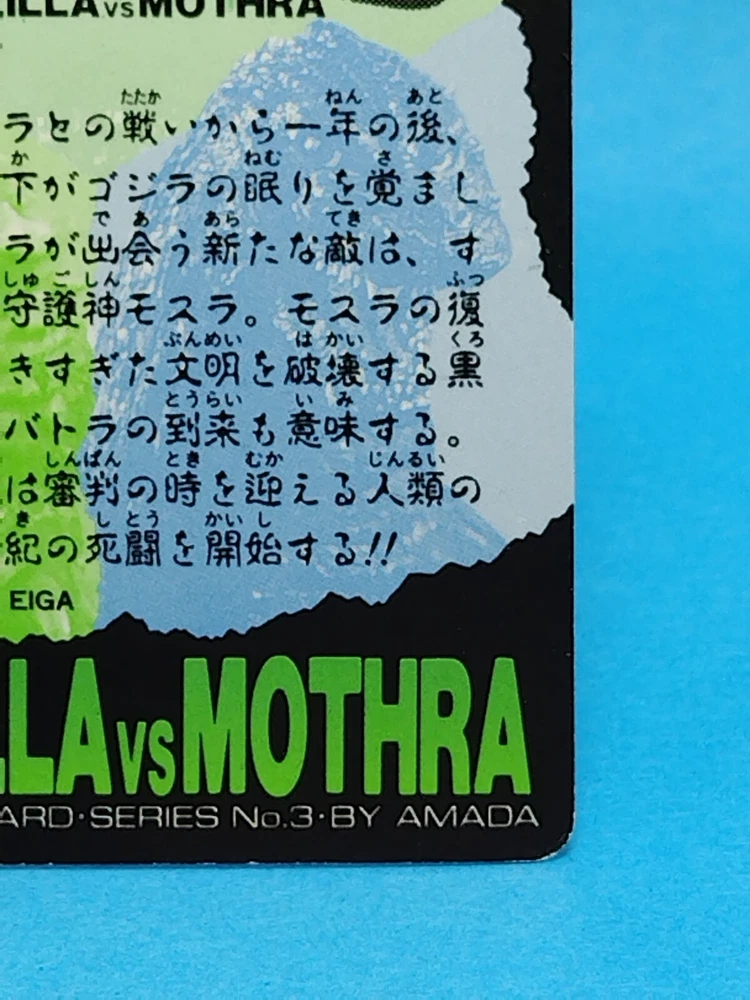 ILLA VS MOTHRA
ラとの戦いから一年の後、
下がゴジラの眠りを覚まし
ラが出会う新たな敵は、す
守護神モスラ。モスラの復
きすぎた文明を破壊する黒
バトラの到来も意味する。
は審判の時を迎える人類の
紀の死闘を開始する!!
EIGA
LLA VS MOTHRA
ARD・SERIES No.3・BY AMADA